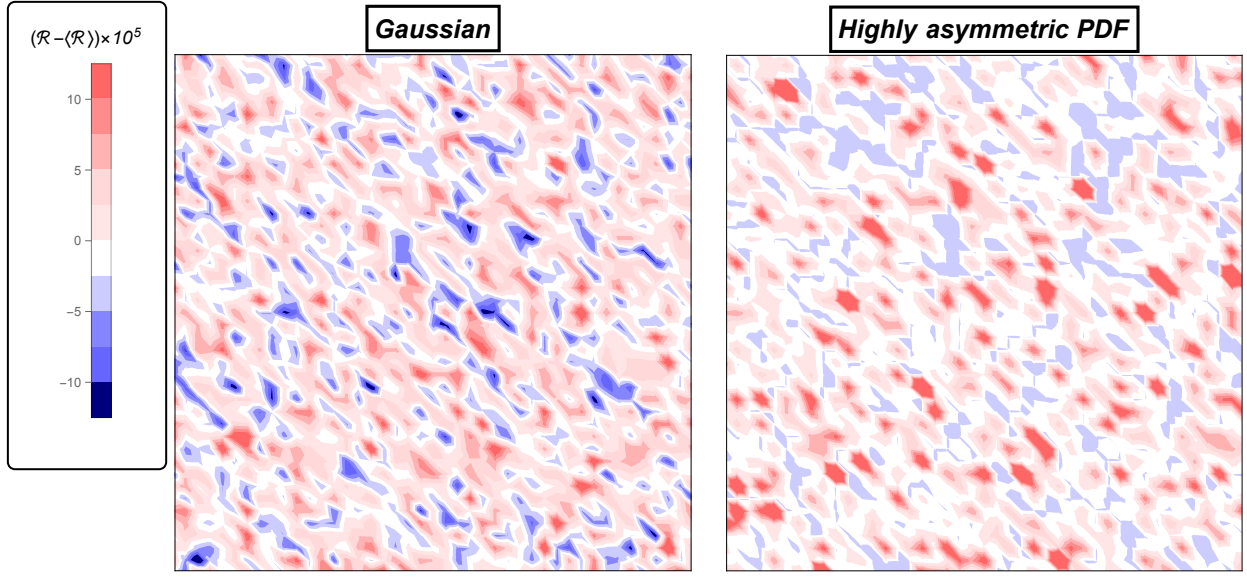 (ℛ−⟨ℛ⟩)×10⁵
10
5
0
−5
−10
Gaussian
Highly asymmetric PDF